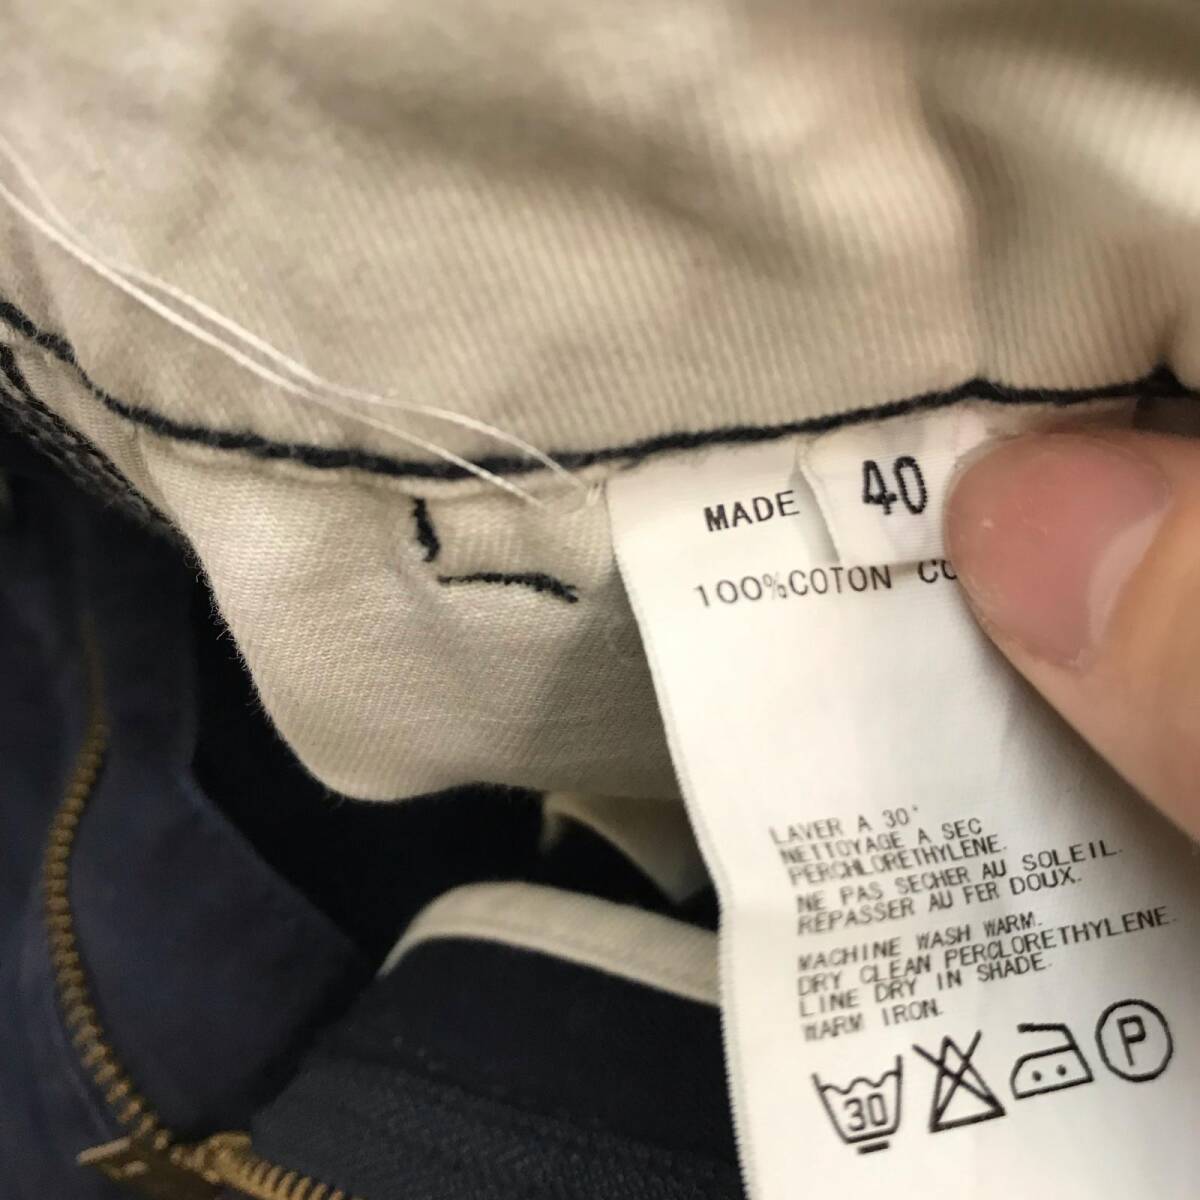 MADE
40
100%COTON
LAVER A 30°
NETTOYAGE A SEC
PERCHLORETHYLENE.
NE PAS SECHER AU SOLEIL.
REPASSER AU FER DOUX.
MACHINE WASH WARM.
DRY CLEAN PERCLORETHYLENE.
LINE DRY IN SHADE.
WARM IRON.
30
P